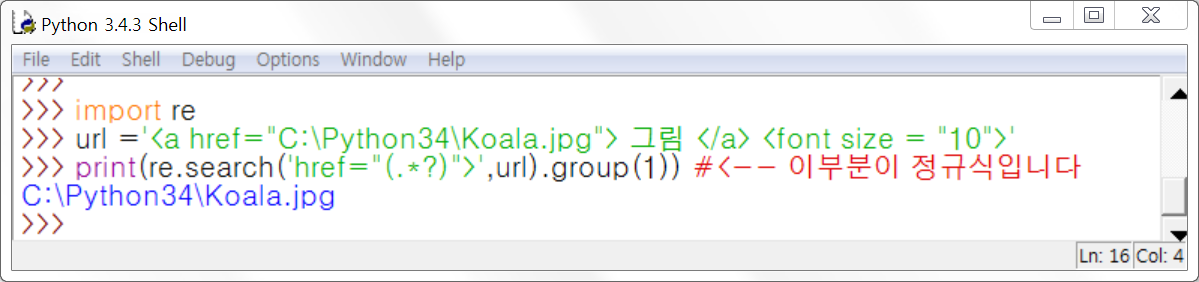 Python 3.4.3 Shell
File Edit Shell Debug Options Window Help
>>>
>>> import re
>>> url ='<a href="C:\Python34\Koala.jpg"> 그림 </a> <font size = "10">'
>>> print(re.search('href="(.*?)">',url).group(1)) #<-- 이부분이 정규식입니다
C:\Python34\Koala.jpg
>>>
Ln: 16 Col: 4